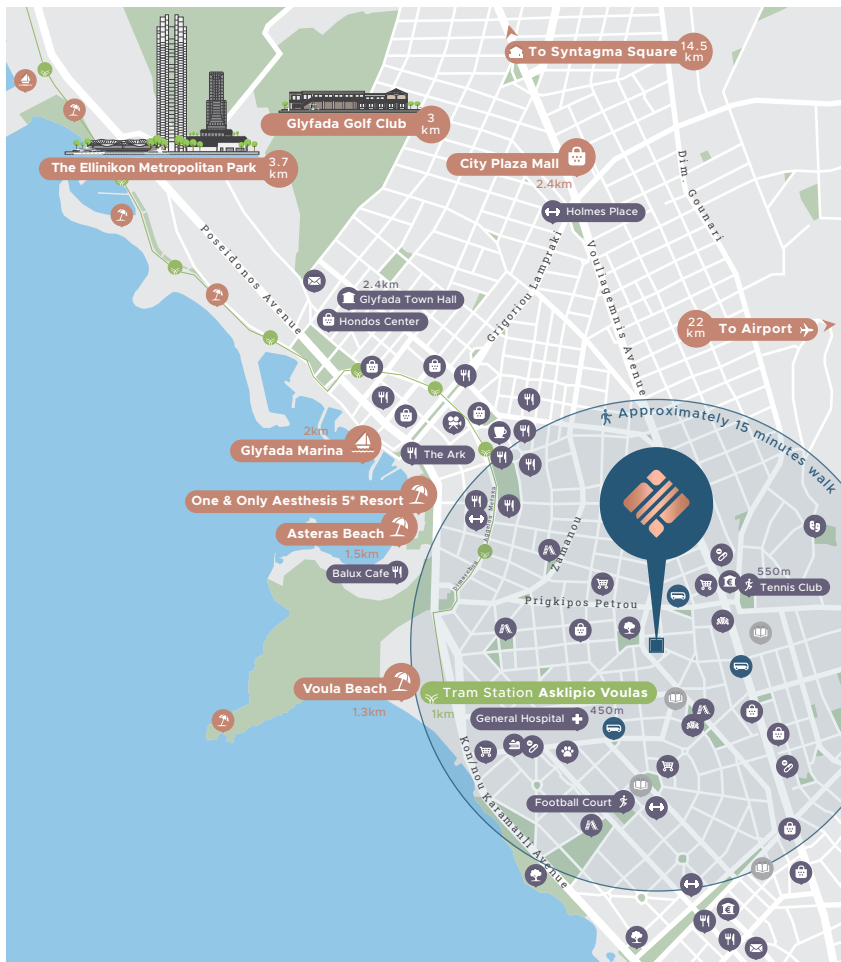 To Syntagma Square 14.5 km
Glyfada Golf Club 3 km
The Ellinikon Metropolitan Park 3.7 km
City Plaza Mall
2.4km
Holmes Place
Dim. Gounari
Poseidonos Avenue
Grigoriou Lampraki
Vouliagemnis Avenue
2.4km
Glyfada Town Hall
Hondos Center
22 km To Airport
Approximately 15 minutes walk
2km
Glyfada Marina
The Ark
One & Only Aesthesis 5* Resort
Asteras Beach
1.5km
Balux Cafe
Dimarchou Aggelou Metaxa
Zamanou
550m
Tennis Club
Prigkipos Petrou
Voula Beach
1.3km
Tram Station Asklipio Voulas
1km
General Hospital
450m
Football Court
Kon/nou Karamanli Avenue